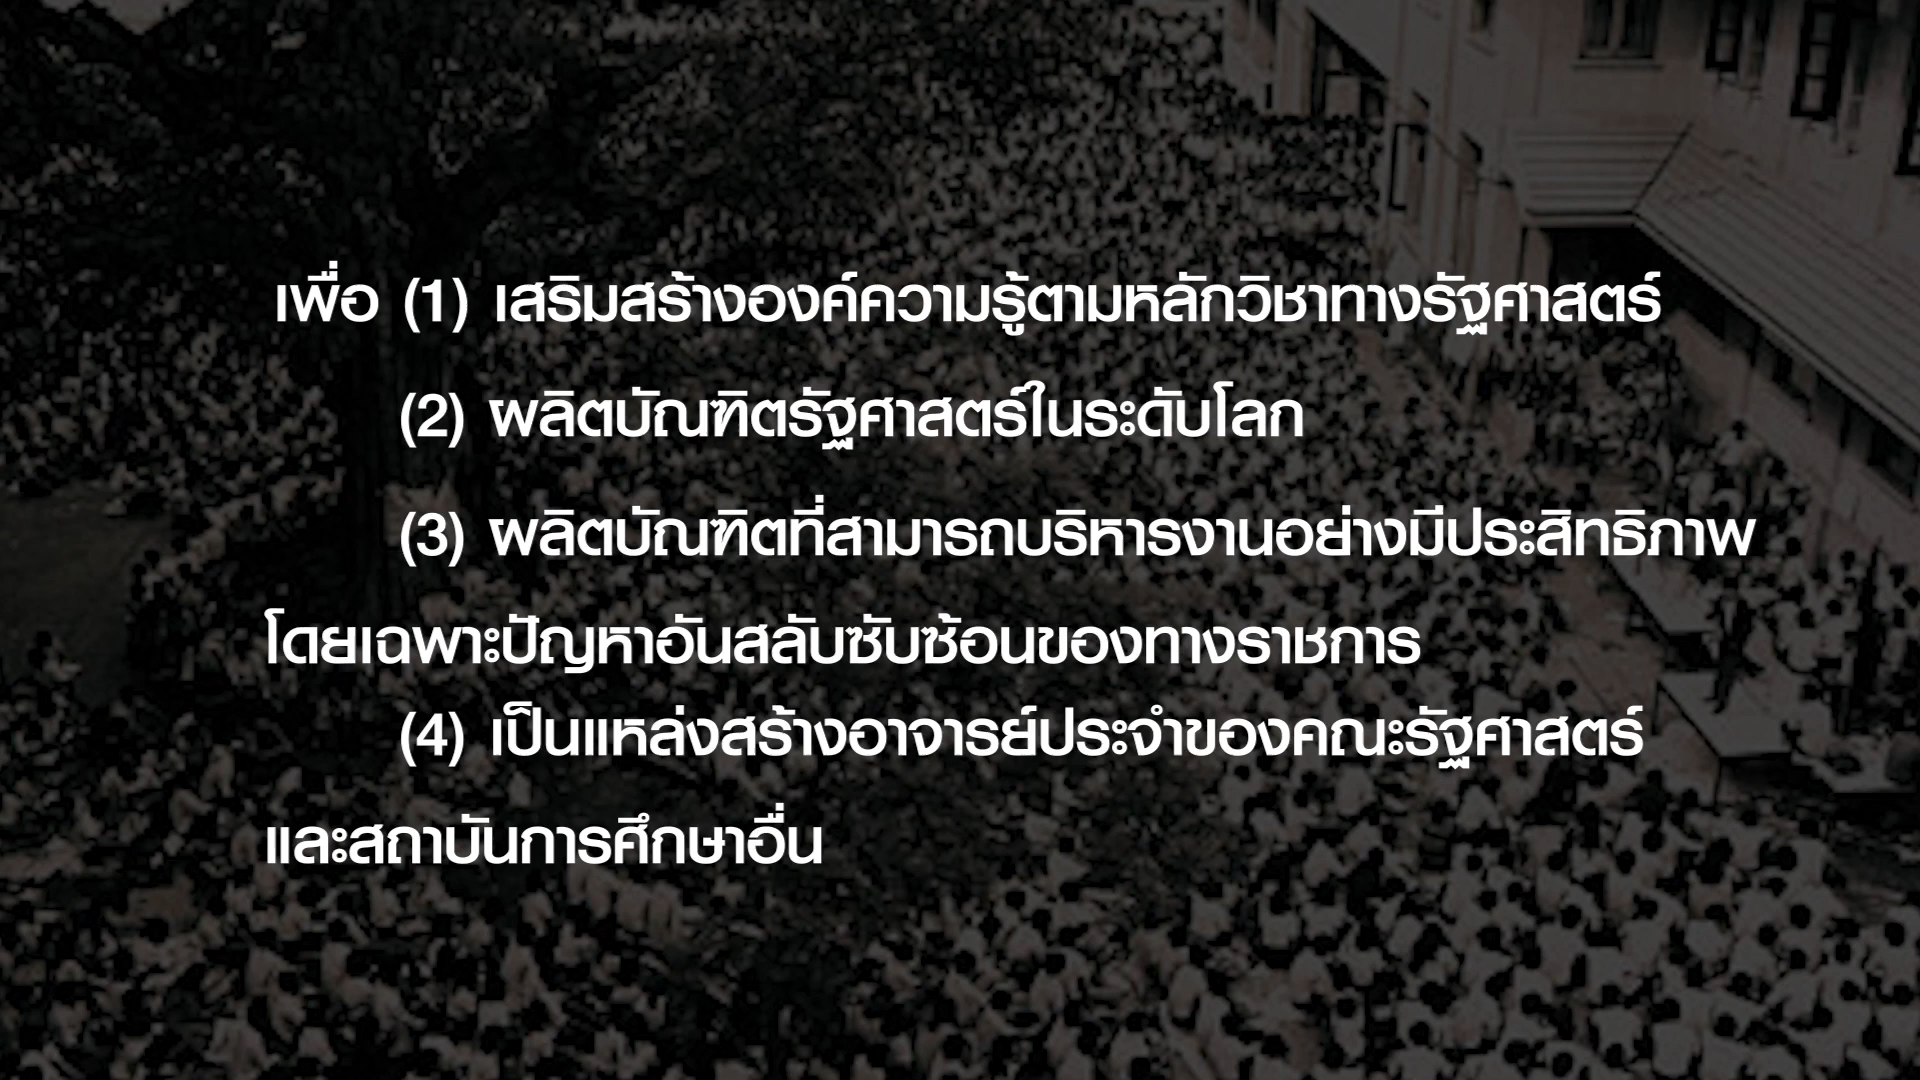 เพื่อ (1) เสริมสร้างองค์ความรู้ตามหลักวิชาทางรัฐศาสตร์
(2) ผลิตบัณฑิตรัฐศาสตร์ในระดับโลก
(3) ผลิตบัณฑิตที่สามารถบริหารงานอย่างมีประสิทธิภาพ
โดยเฉพาะปัญหาอันสลับซับซ้อนของทางราชการ
(4) เป็นแหล่งสร้างอาจารย์ประจำของคณะรัฐศาสตร์
และสถาบันการศึกษาอื่น